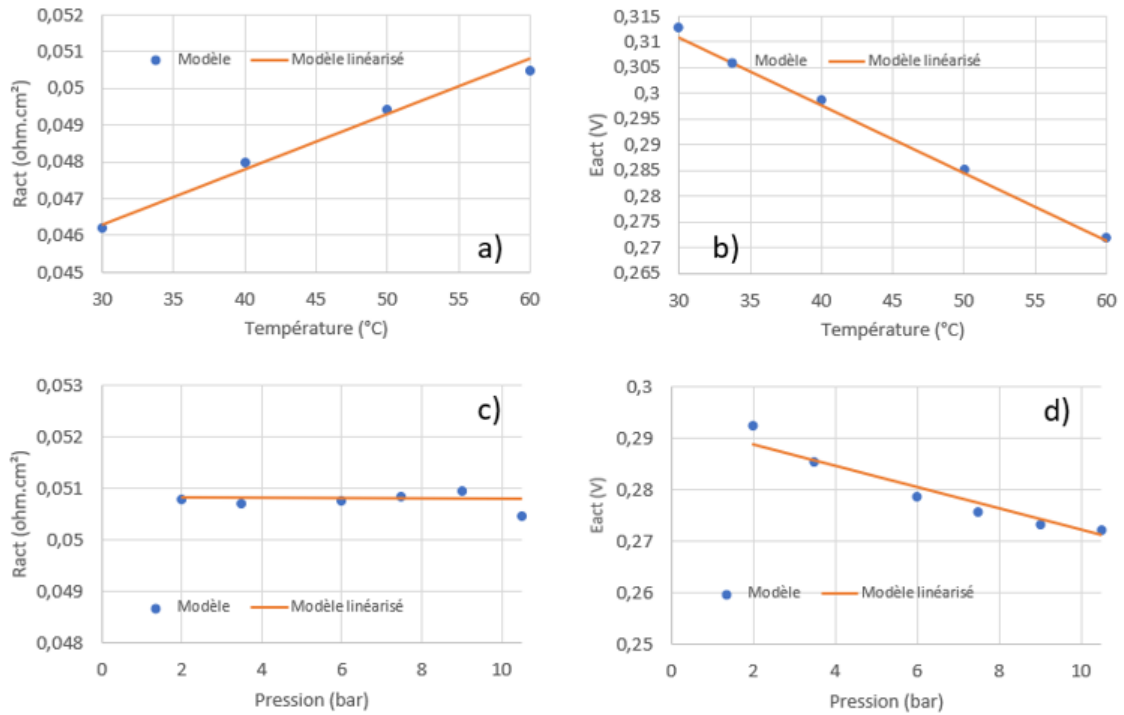 0,052
0,051
0,05
0,049
0,048
0,047
0,046
0,045
Ract (ohm.cm²)
Modèle
Modèle linéarisé
a)
30 35 40 45 50 55 60
Température (°C)
0,315
0,31
0,305
0,3
0,295
0,29
0,285
0,28
0,275
0,27
0,265
Eact (V)
Modèle
Modèle linéarisé
b)
30 35 40 45 50 55 60
Température (°C)
0,053
0,052
0,051
0,05
0,049
0,048
Ract (ohm.cm²)
c)
Modèle
Modèle linéarisé
0 2 4 6 8 10
Pression (bar)
0,3
0,29
0,28
0,27
0,26
0,25
Eact (V)
d)
Modèle
Modèle linéarisé
0 2 4 6 8 10
Pression (bar)